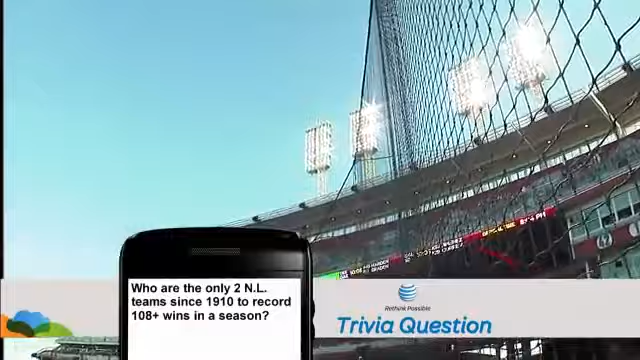 Who are the only 2 N.L.
teams since 1910 to record
108+ wins in a season?
Rethink Possible
Trivia Question